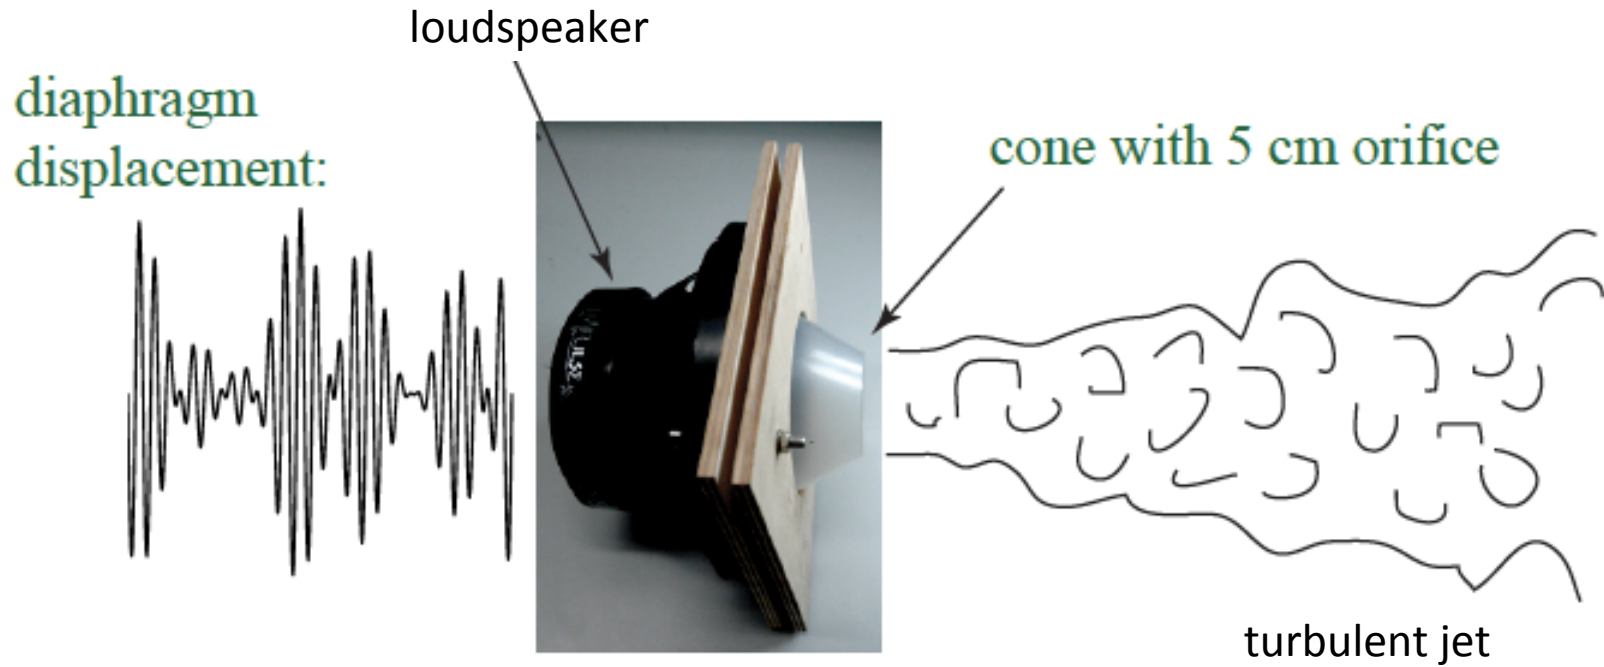 loudspeaker
diaphragm
displacement:
cone with 5 cm orifice
turbulent jet